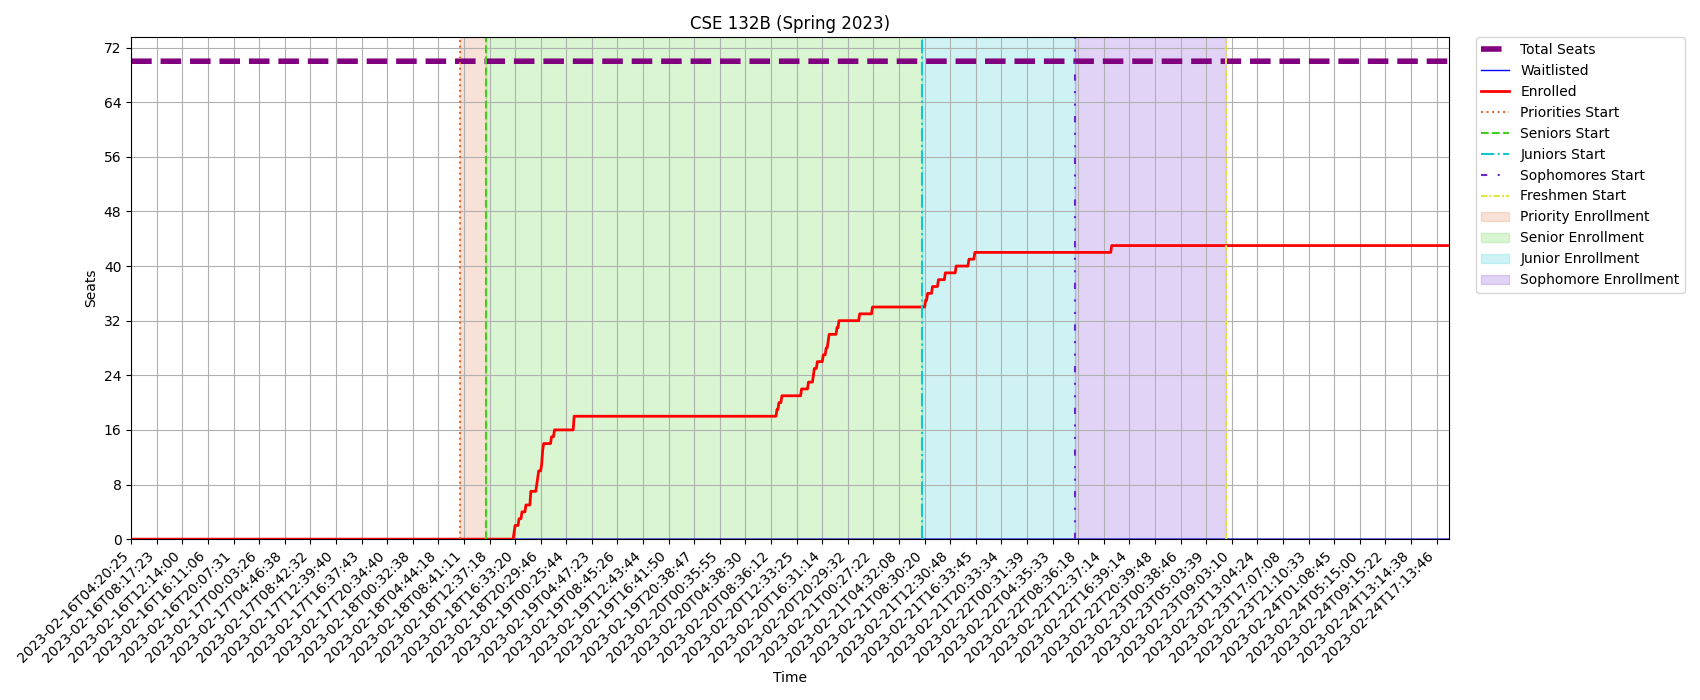 CSE 132B (Spring 2023)
72
64
56
48
40
32
24
16
8
0
Seats
2023-02-16T04:20:25
2023-02-16T08:17:23
2023-02-16T12:14:00
2023-02-16T16:11:06
2023-02-16T20:07:31
2023-02-17T00:03:26
2023-02-17T04:46:38
2023-02-17T08:42:32
2023-02-17T12:39:40
2023-02-17T16:37:43
2023-02-17T20:34:40
2023-02-18T00:32:38
2023-02-18T04:44:18
2023-02-18T08:41:11
2023-02-18T12:37:18
2023-02-18T16:33:20
2023-02-18T20:29:46
2023-02-19T00:25:44
2023-02-19T04:47:23
2023-02-19T08:45:26
2023-02-19T12:43:44
2023-02-19T16:41:50
2023-02-19T20:38:47
2023-02-20T00:35:55
2023-02-20T04:38:30
2023-02-20T08:36:12
2023-02-20T12:33:25
2023-02-20T16:31:14
2023-02-20T20:29:32
2023-02-21T00:27:22
2023-02-21T04:32:08
2023-02-21T08:30:20
2023-02-21T12:30:48
2023-02-21T16:33:45
2023-02-21T20:33:34
2023-02-22T00:31:39
2023-02-22T04:35:33
2023-02-22T08:36:18
2023-02-22T12:37:14
2023-02-22T16:39:14
2023-02-22T20:39:48
2023-02-23T00:38:46
2023-02-23T05:03:39
2023-02-23T09:03:10
2023-02-23T13:04:24
2023-02-23T17:07:08
2023-02-23T21:10:33
2023-02-24T01:08:45
2023-02-24T05:15:00
2023-02-24T09:15:22
2023-02-24T13:14:38
2023-02-24T17:13:46
Time
Total Seats
Waitlisted
Enrolled
Priorities Start
Seniors Start
Juniors Start
Sophomores Start
Freshmen Start
Priority Enrollment
Senior Enrollment
Junior Enrollment
Sophomore Enrollment